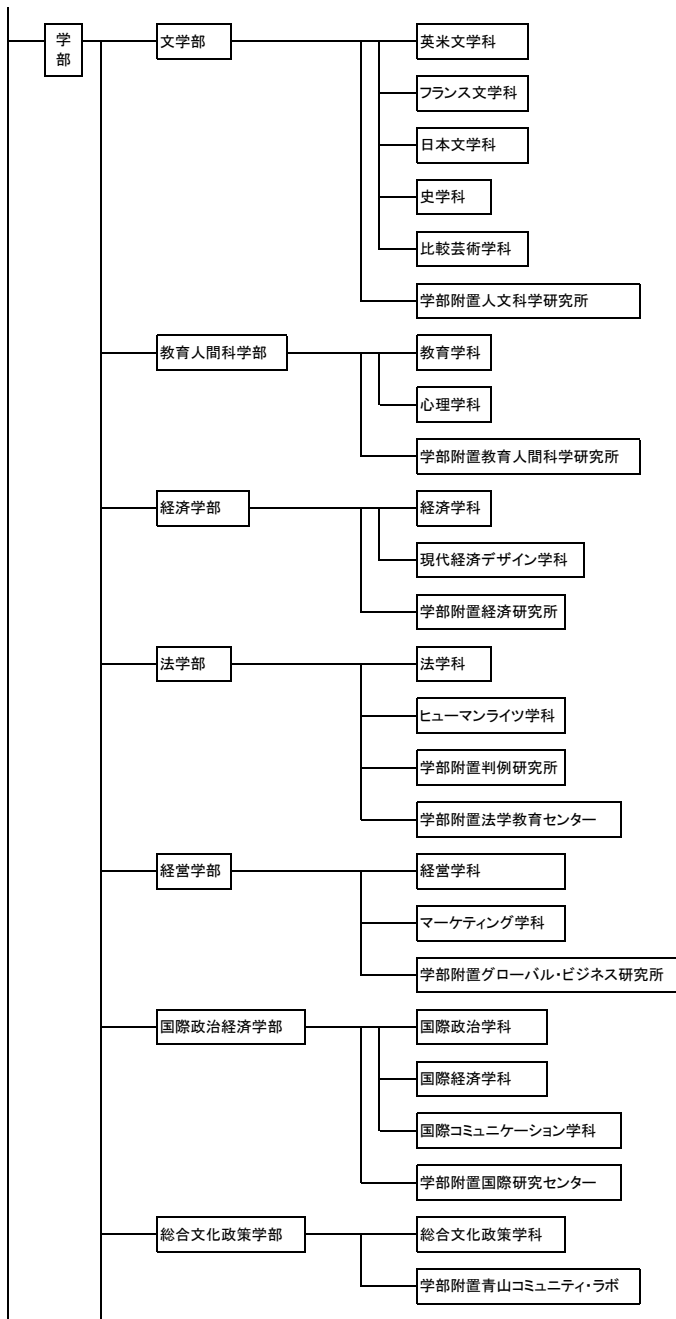 学部
文学部
英米文学科
フランス文学科
日本文学科
史学科
比較芸術学科
学部附置人文科学研究所
教育人間科学部
教育学科
心理学科
学部附置教育人間科学研究所
経済学部
経済学科
現代経済デザイン学科
学部附置経済研究所
法学部
法学科
ヒューマンライツ学科
学部附置判例研究所
学部附置法学教育センター
経営学部
経営学科
マーケティング学科
学部附置グローバル・ビジネス研究所
国際政治経済学部
国際政治学科
国際経済学科
国際コミュニケーション学科
学部附置国際研究センター
総合文化政策学部
総合文化政策学科
学部附置青山コミュニティ・ラボ